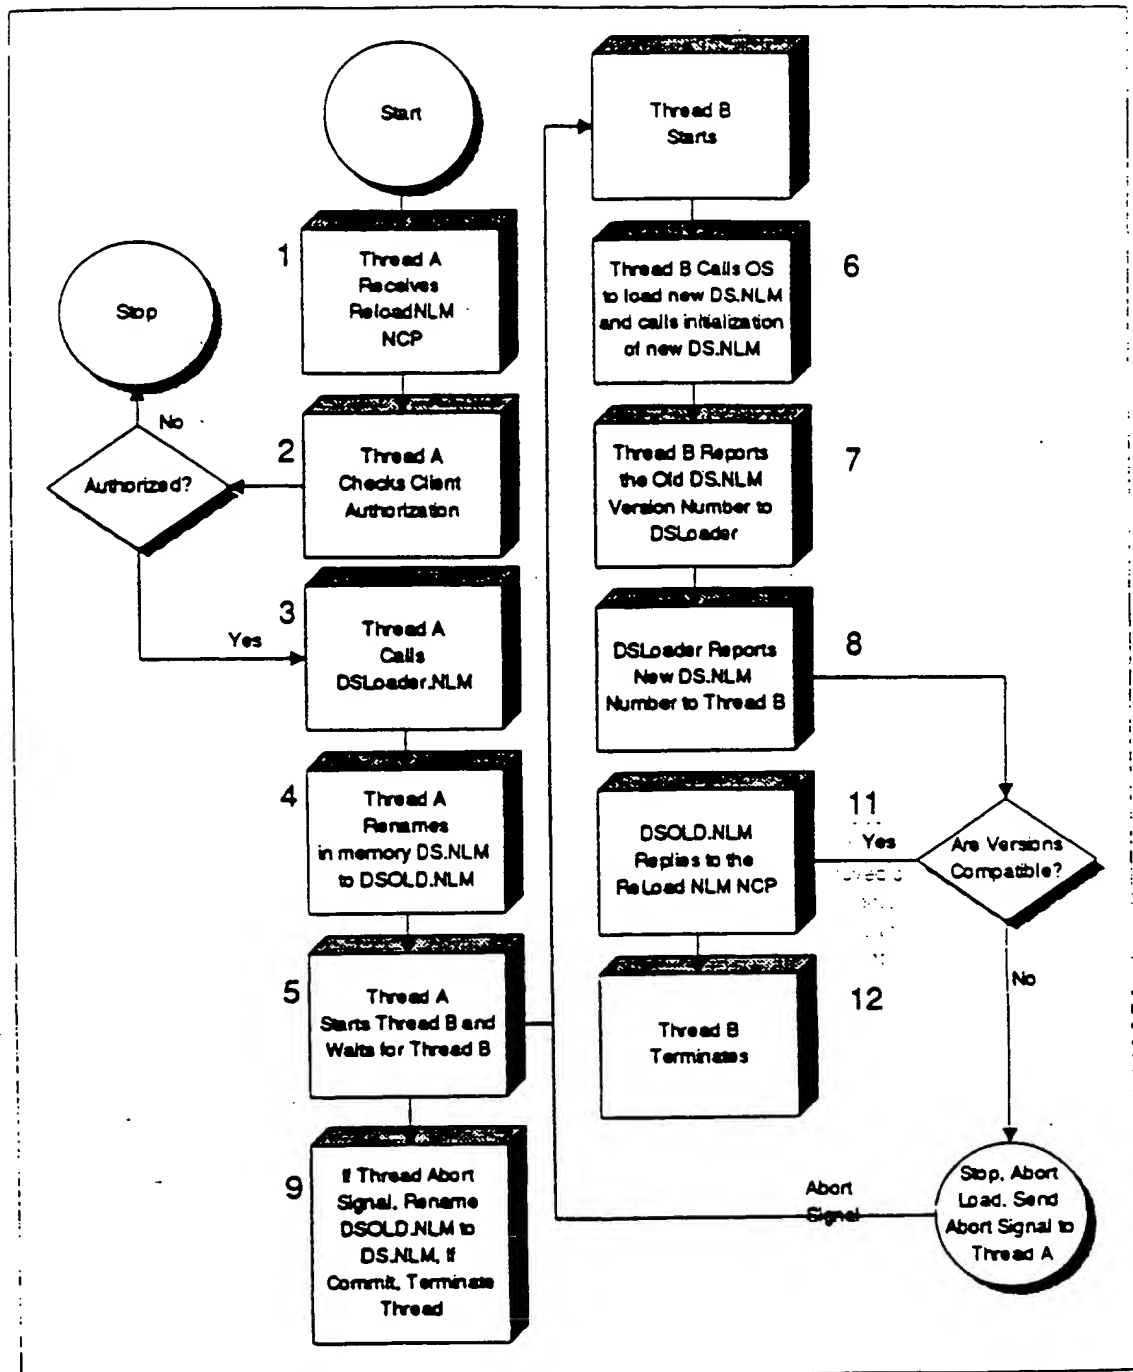 Start
1
Thread A
Receives
ReloadNLM
NCP
Stop
No
2
Thread A
Checks Client
Authorization
Authorized?
Yes
3
Thread A
Calls
DSLoader.NLM
4
Thread A
Renames
in memory DS.NLM
to DSOLD.NLM
5
Thread A
Starts Thread B and
Waits for Thread B
9
If Thread Abort
Signal, Rename
DSOLD.NLM to
DS.NLM, If
Commit, Terminate
Thread
Thread B
Starts
6
Thread B Calls OS
to load new DS.NLM
and calls initialization
of new DS.NLM
7
Thread B Reports
the Old DS.NLM
Version Number to
DSLoader
8
DSLoader Reports
New DS.NLM
Number to Thread B
Are Versions
Compatible?
11
Yes
DSOLD.NLM
Replies to the
ReLoad NLM NCP
12
Thread B
Terminates
No
Stop, Abort
Load, Send
Abort Signal to
Thread A
Abort
Signal